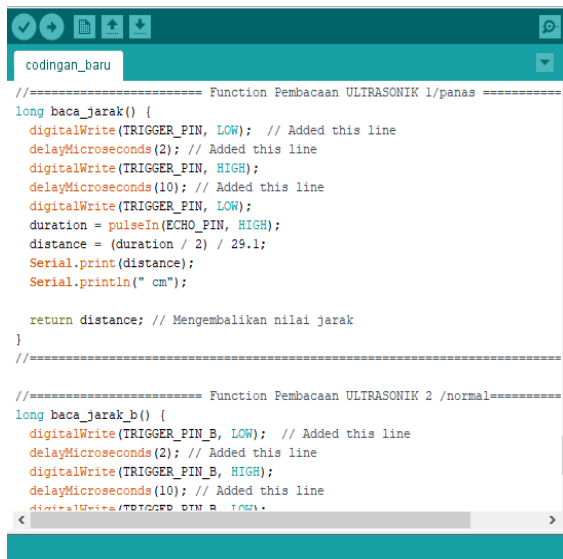 codingan_baru
//======================== Function Pembacaan ULTRASONIK 1/panas ===========
long baca_jarak() {
  digitalWrite(TRIGGER_PIN, LOW);  // Added this line
  delayMicroseconds(2); // Added this line
  digitalWrite(TRIGGER_PIN, HIGH);
  delayMicroseconds(10); // Added this line
  digitalWrite(TRIGGER_PIN, LOW);
  duration = pulseIn(ECHO_PIN, HIGH);
  distance = (duration / 2) / 29.1;
  Serial.print(distance);
  Serial.println(" cm");
  return distance; // Mengembalikan nilai jarak
}
//==========================================================================
//======================== Function Pembacaan ULTRASONIK 2 /normal==========
long baca_jarak_b() {
  digitalWrite(TRIGGER_PIN_B, LOW);  // Added this line
  delayMicroseconds(2); // Added this line
  digitalWrite(TRIGGER_PIN_B, HIGH);
  delayMicroseconds(10); // Added this line
  digitalWrite(TRIGGER_PIN_B, LOW);